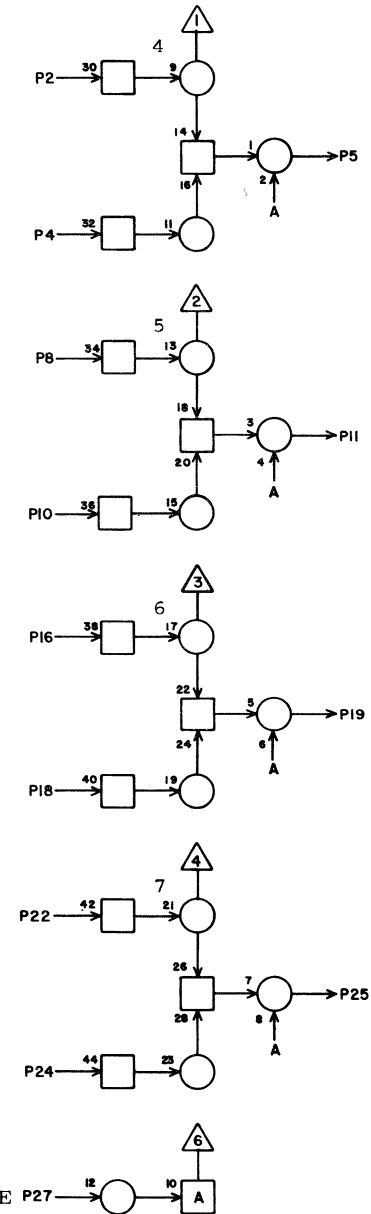 1
4
P2 30 9
14 1 P5
16 2
A
P4 32 11
2
5
P8 34 13
18 3 P11
20 4
A
P10 36 15
3
6
P16 38 17
22 5 P19
24 6
A
P18 40 19
4
7
P22 42 21
26 7 P25
28 8
A
P24 44 23
6
E P27 12 10 A